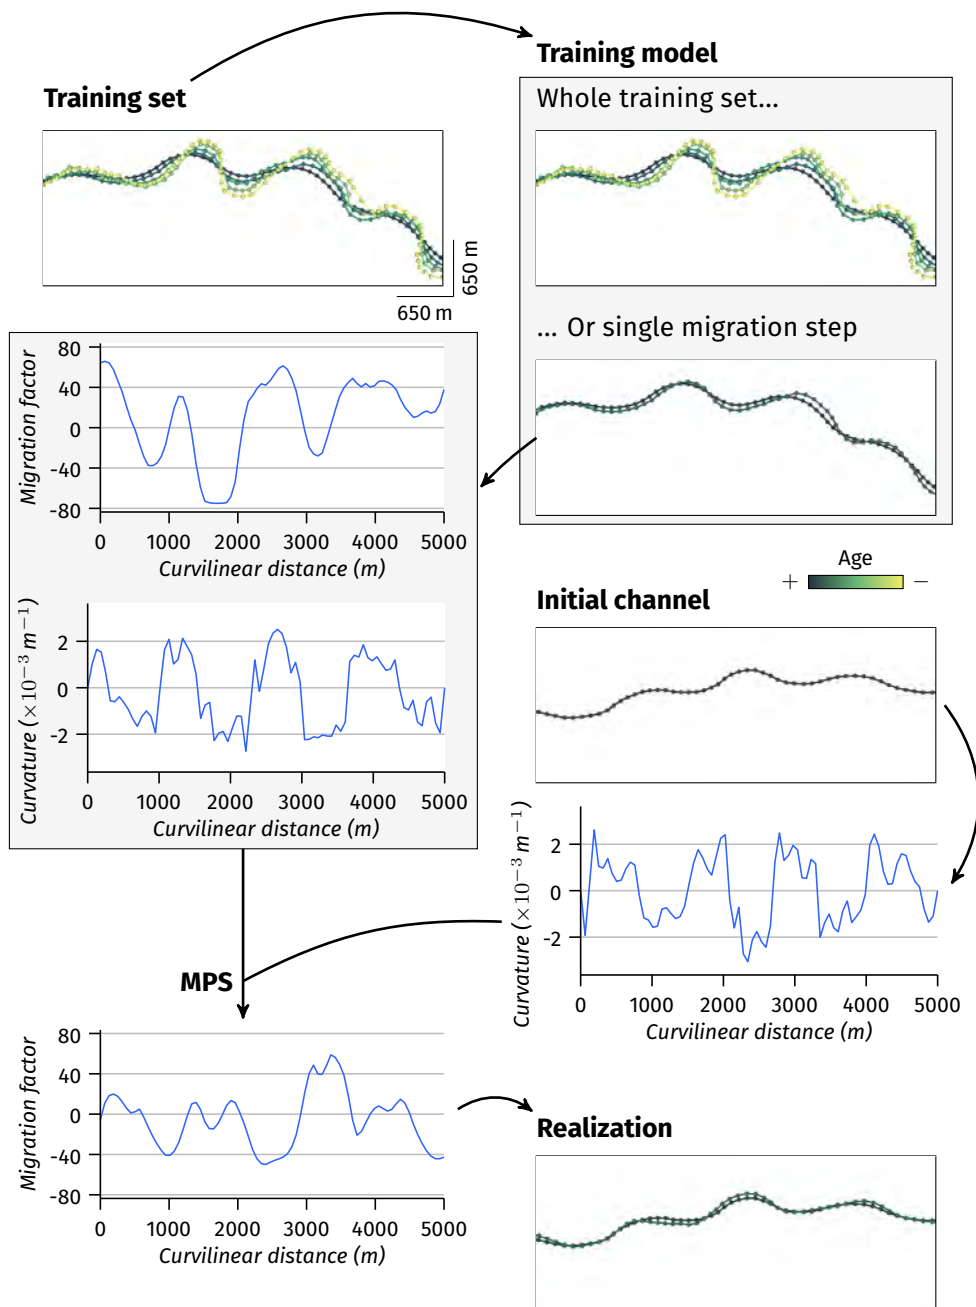 Training model
Training set
Whole training set...
650 m
650 m
... Or single migration step
Migration factor
80
40
0
-40
-80
0 1000 2000 3000 4000 5000
Curvilinear distance (m)
Age
+ −
Initial channel
Curvature (×10⁻³ m⁻¹)
2
0
-2
0 1000 2000 3000 4000 5000
Curvilinear distance (m)
Curvature (×10⁻³ m⁻¹)
2
0
-2
0 1000 2000 3000 4000 5000
Curvilinear distance (m)
MPS
Migration factor
80
40
0
-40
-80
0 1000 2000 3000 4000 5000
Curvilinear distance (m)
Realization